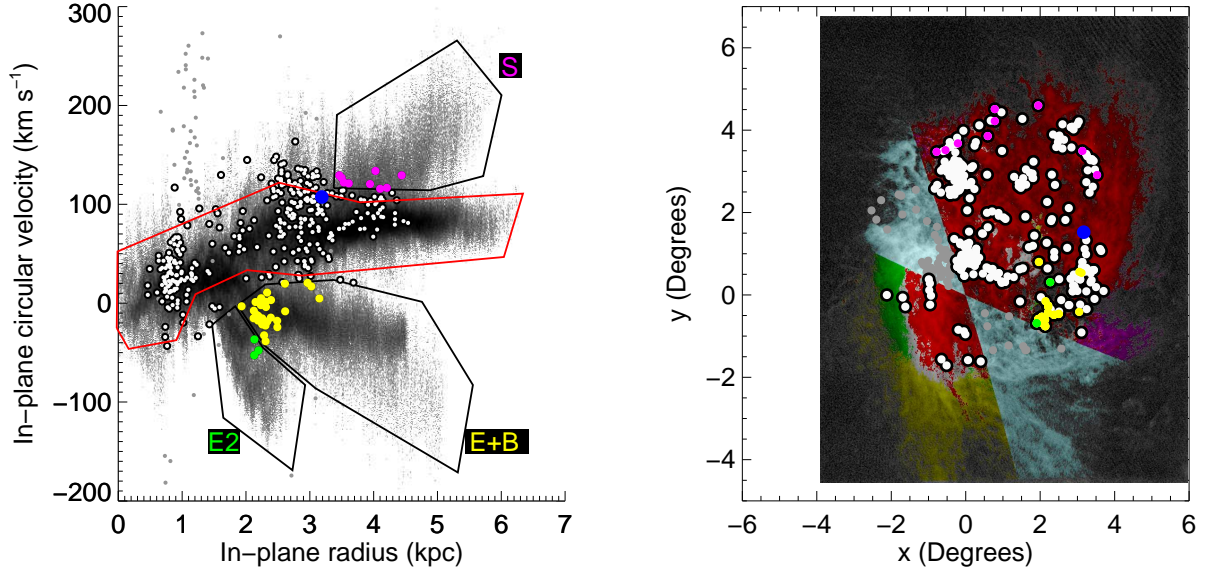 300
200
100
0
−100
−200
In−plane circular velocity (km s⁻¹)
S
E2
E+B
0 1 2 3 4 5 6 7
In−plane radius (kpc)
6
4
2
0
−2
−4
y (Degrees)
−6 −4 −2 0 2 4 6
x (Degrees)